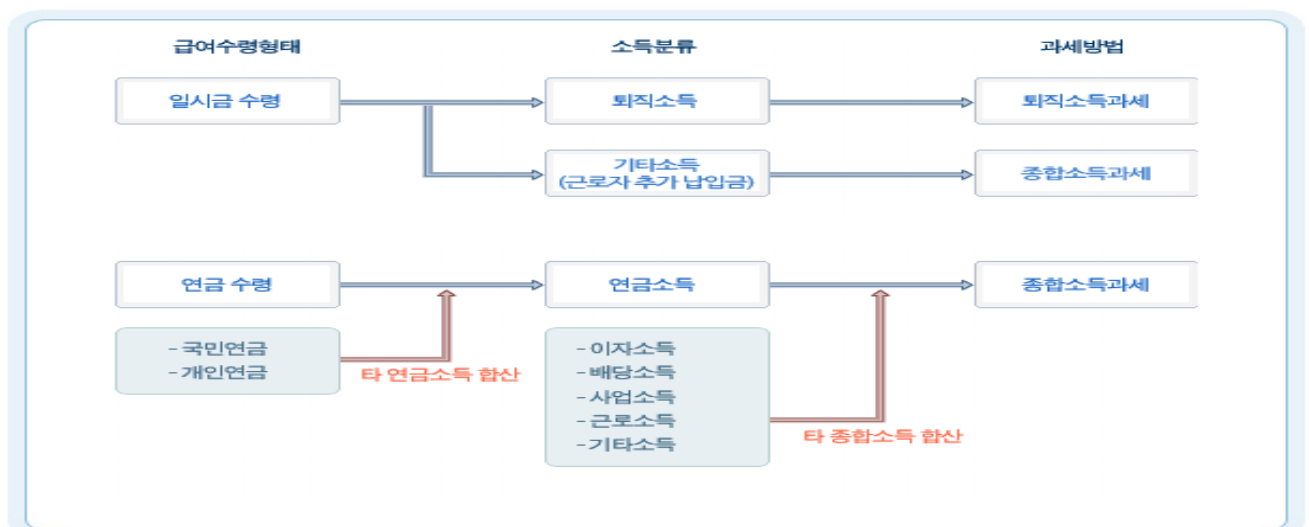 급여수령형태
소득분류
과세방법
일시금 수령
퇴직소득
퇴직소득과세
기타소득
(근로자 추가 납입금)
종합소득과세
연금 수령
연금소득
종합소득과세
- 국민연금
- 개인연금
타 연금소득 합산
- 이자소득
- 배당소득
- 사업소득
- 근로소득
- 기타소득
타 종합소득 합산